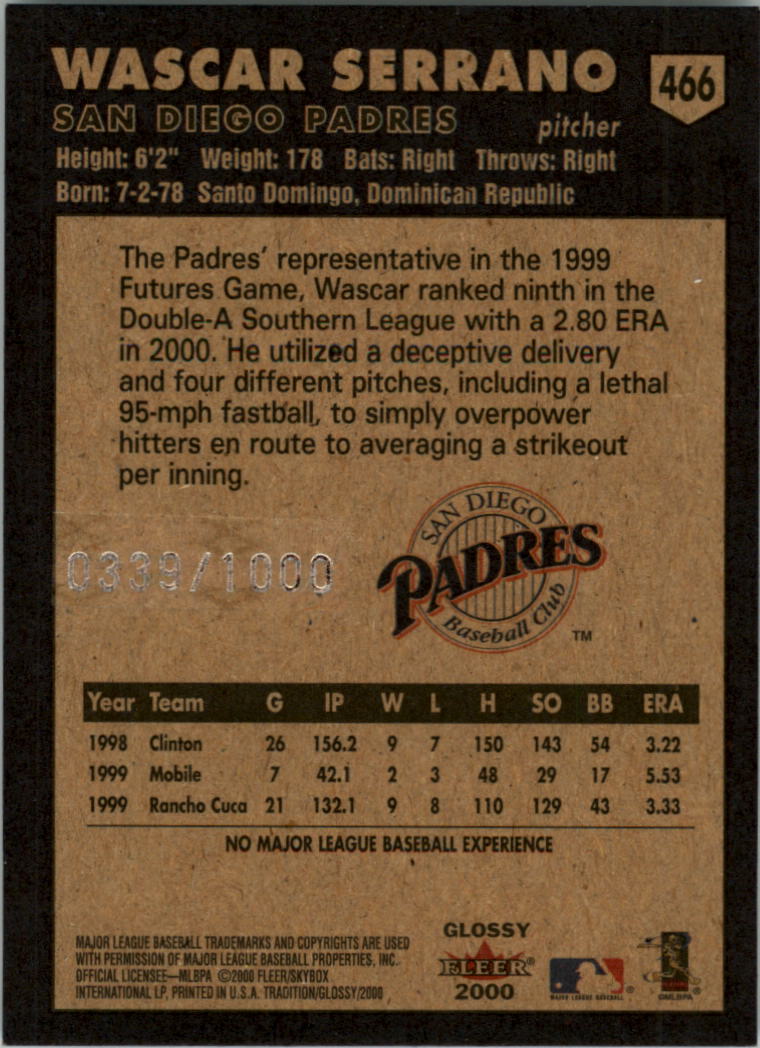 WASCAR SERRANO
466
SAN DIEGO PADRES pitcher
Height: 6'2" Weight: 178 Bats: Right Throws: Right
Born: 7-2-78 Santo Domingo, Dominican Republic
The Padres' representative in the 1999
Futures Game, Wascar ranked ninth in the
Double-A Southern League with a 2.80 ERA
in 2000. He utilized a deceptive delivery
and four different pitches, including a lethal
95-mph fastball, to simply overpower
hitters en route to averaging a strikeout
per inning.
0339/1000
SAN DIEGO
PADRES
Baseball Club
TM
Year Team G IP W L H SO BB ERA
1998 Clinton 26 156.2 9 7 150 143 54 3.22
1999 Mobile 7 42.1 2 3 48 29 17 5.53
1999 Rancho Cuca 21 132.1 9 8 110 129 43 3.33
NO MAJOR LEAGUE BASEBALL EXPERIENCE
MAJOR LEAGUE BASEBALL TRADEMARKS AND COPYRIGHTS ARE USED
WITH PERMISSION OF MAJOR LEAGUE BASEBALL PROPERTIES, INC.
OFFICIAL LICENSEE—MLBPA ©2000 FLEER/SKYBOX
INTERNATIONAL LP, PRINTED IN U.S.A. TRADITION/GLOSSY/2000
GLOSSY
FLEER®
2000
MAJOR LEAGUE BASEBALL ®
©MLBPA